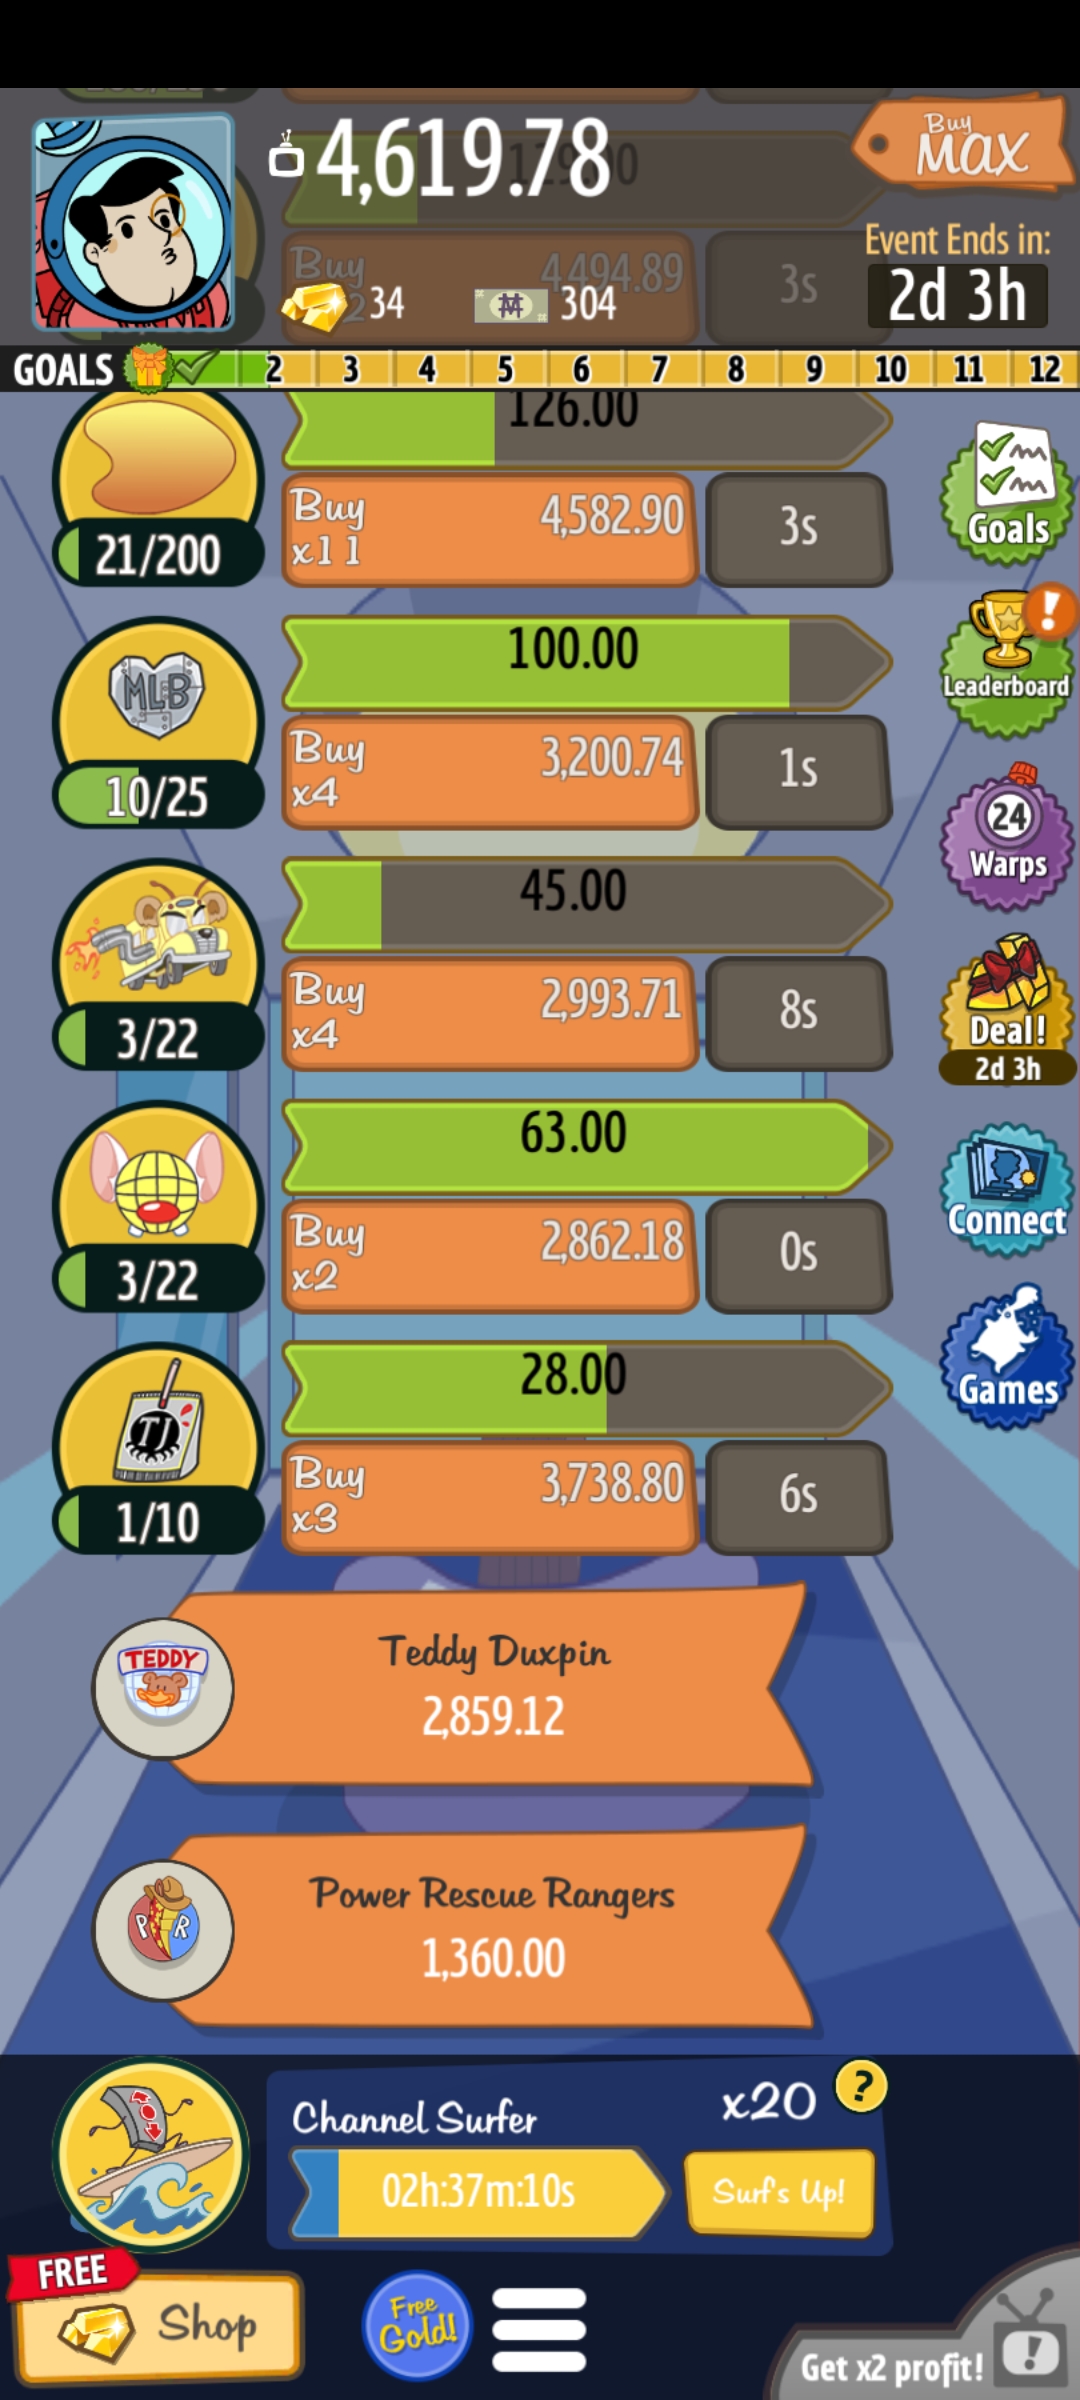 4,619.78
Buy
MAX
Event Ends in:
2d 3h
Buy
4,494.89
3s
34
304
GOALS
2
3
4
5
6
7
8
9
10
11
12
126.00
21/200
Buy
x11
4,582.90
3s
Goals
MLB
10/25
100.00
Buy
x4
3,200.74
1s
Leaderboard
24
Warps
3/22
45.00
Buy
x4
2,993.71
8s
Deal!
2d 3h
3/22
63.00
Buy
x2
2,862.18
0s
Connect
TJ
1/10
28.00
Buy
x3
3,738.80
6s
Games
TEDDY
Teddy Duxpin
2,859.12
P R
Power Rescue Rangers
1,360.00
Channel Surfer
x20
?
02h:37m:10s
Surf's Up!
FREE
Shop
Free
Gold!
Get x2 profit!